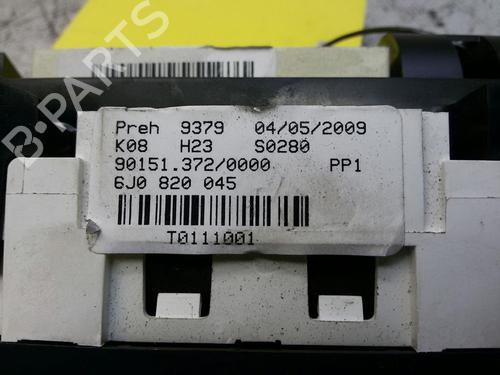 Preh 9379 04/05/2009
K08 H23 S0280
90151.372/0000 PP1
6J0 820 045
T0111001
B-PARTS